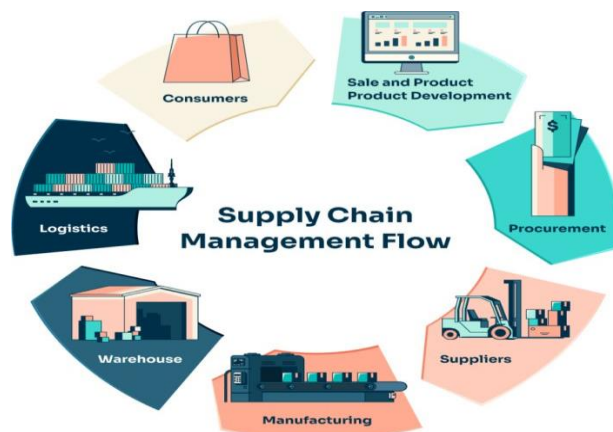 Consumers
Sale and Product
Product Development
Procurement
Suppliers
Manufacturing
Warehouse
Logistics
Supply Chain
Management Flow
$